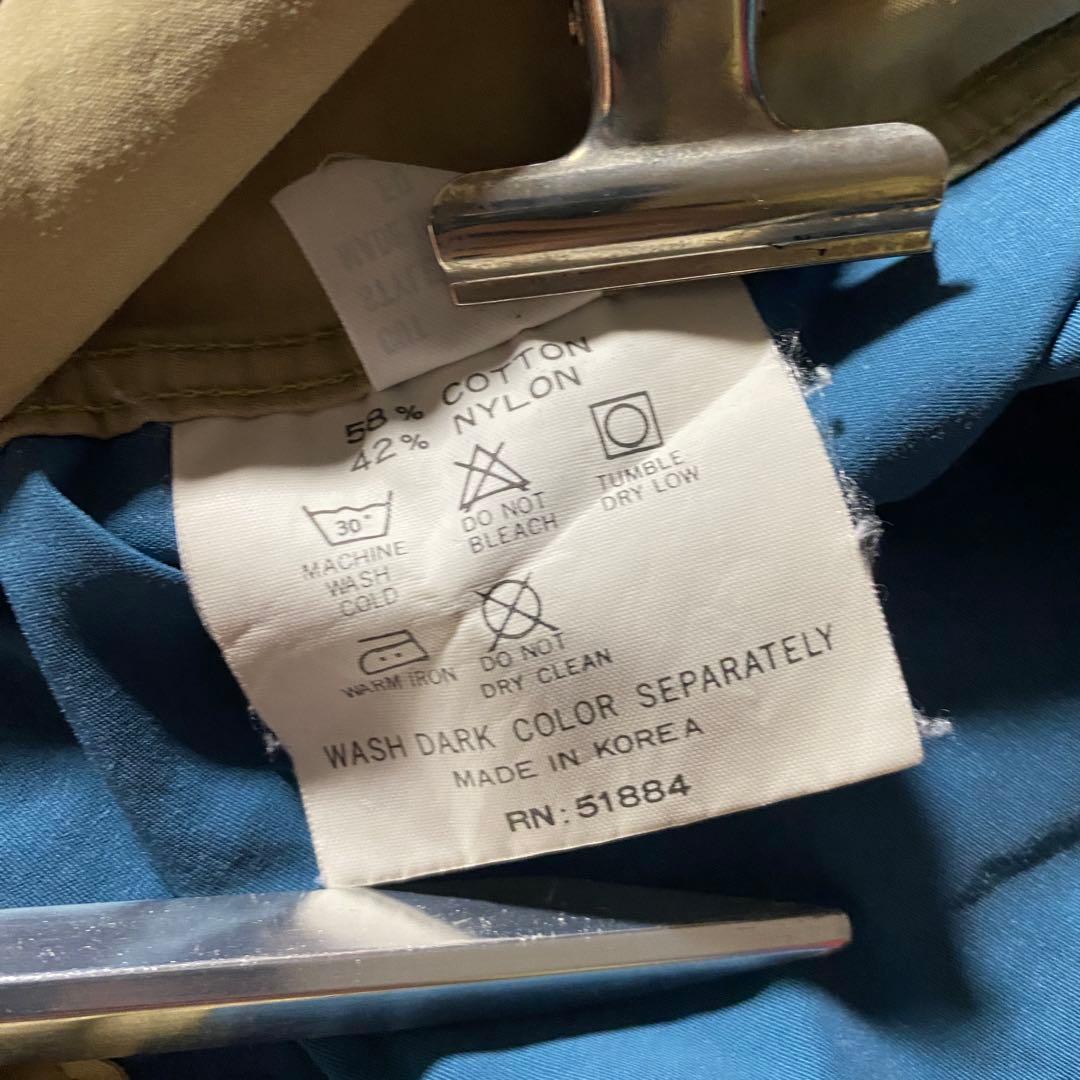 58% COTTON
42% NYLON
30°
MACHINE
WASH
COLD
DO NOT
BLEACH
TUMBLE
DRY LOW
WARM IRON
DO NOT
DRY CLEAN
WASH DARK COLOR SEPARATELY
MADE IN KOREA
RN: 51884